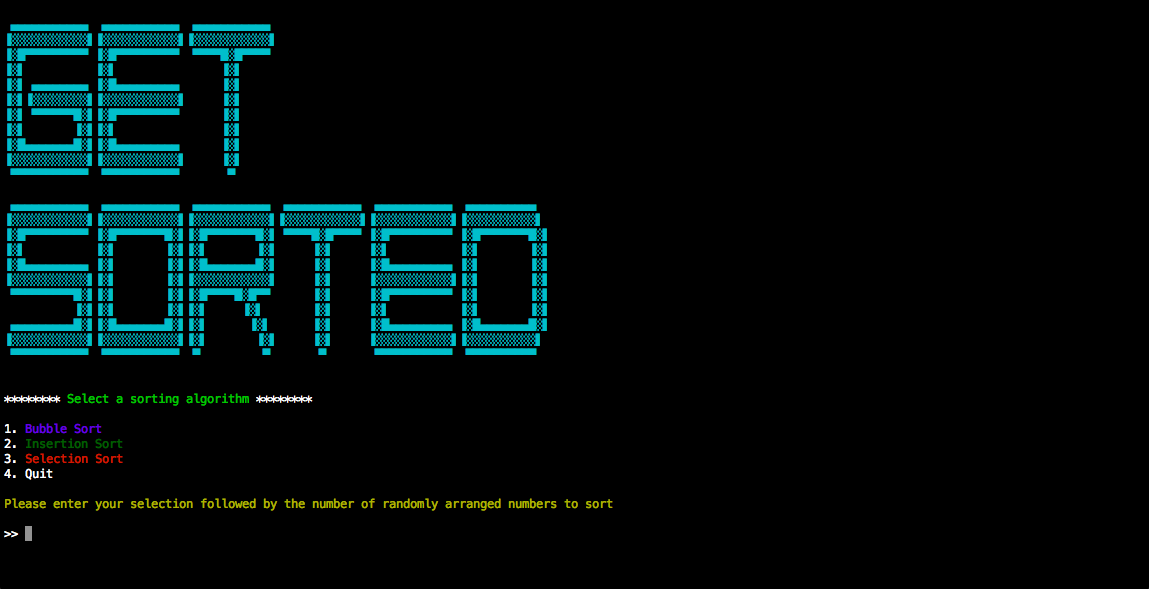 GET
SORTED
******** Select a sorting algorithm ********
1. Bubble Sort
2. Insertion Sort
3. Selection Sort
4. Quit
Please enter your selection followed by the number of randomly arranged numbers to sort
>>